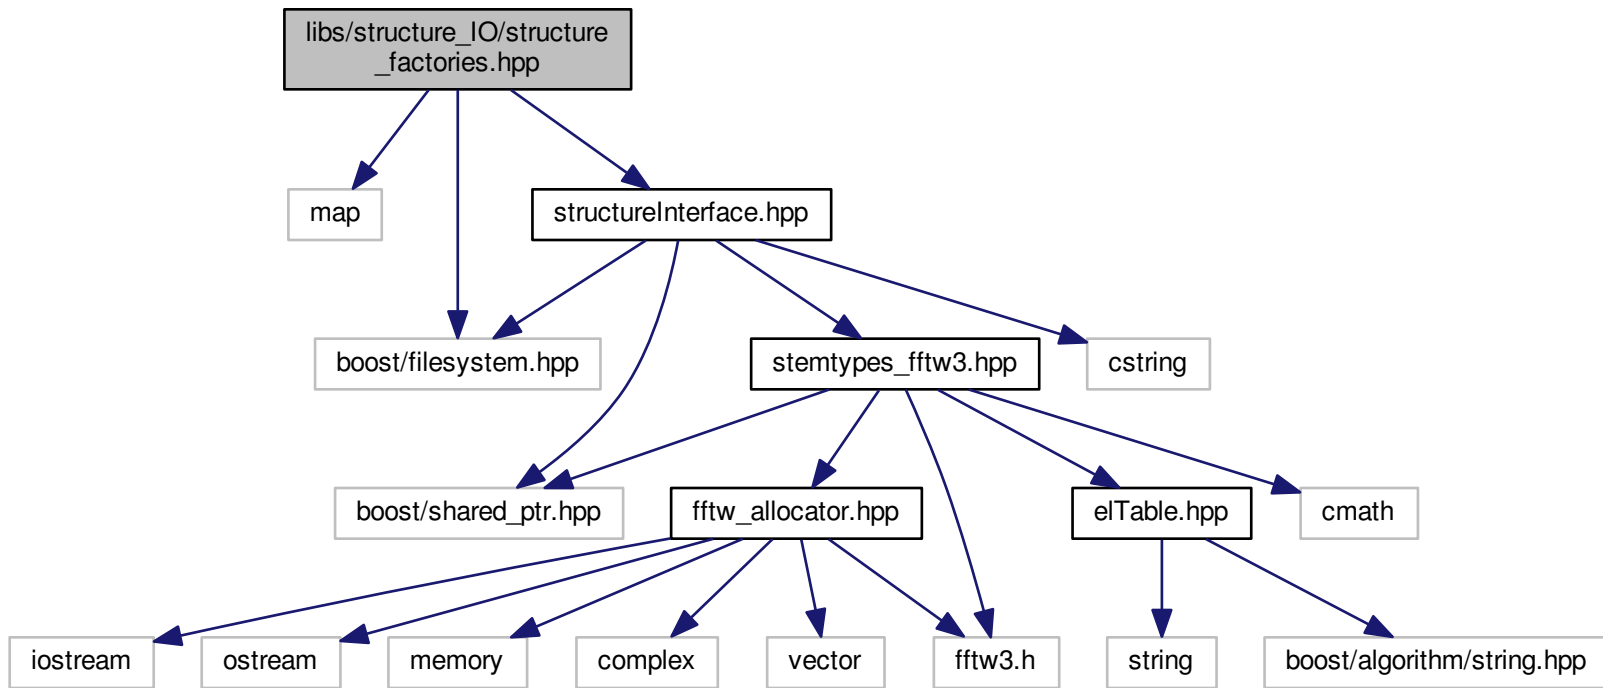 libs/structure_IO/structure
_factories.hpp
map
structureInterface.hpp
boost/filesystem.hpp
stemtypes_fftw3.hpp
cstring
boost/shared_ptr.hpp
fftw_allocator.hpp
elTable.hpp
cmath
iostream
ostream
memory
complex
vector
fftw3.h
string
boost/algorithm/string.hpp